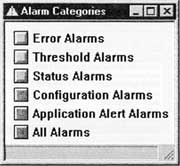 Alarm Categories
Error Alarms
Threshold Alarms
Status Alarms
Configuration Alarms
Application Alert Alarms
All Alarms